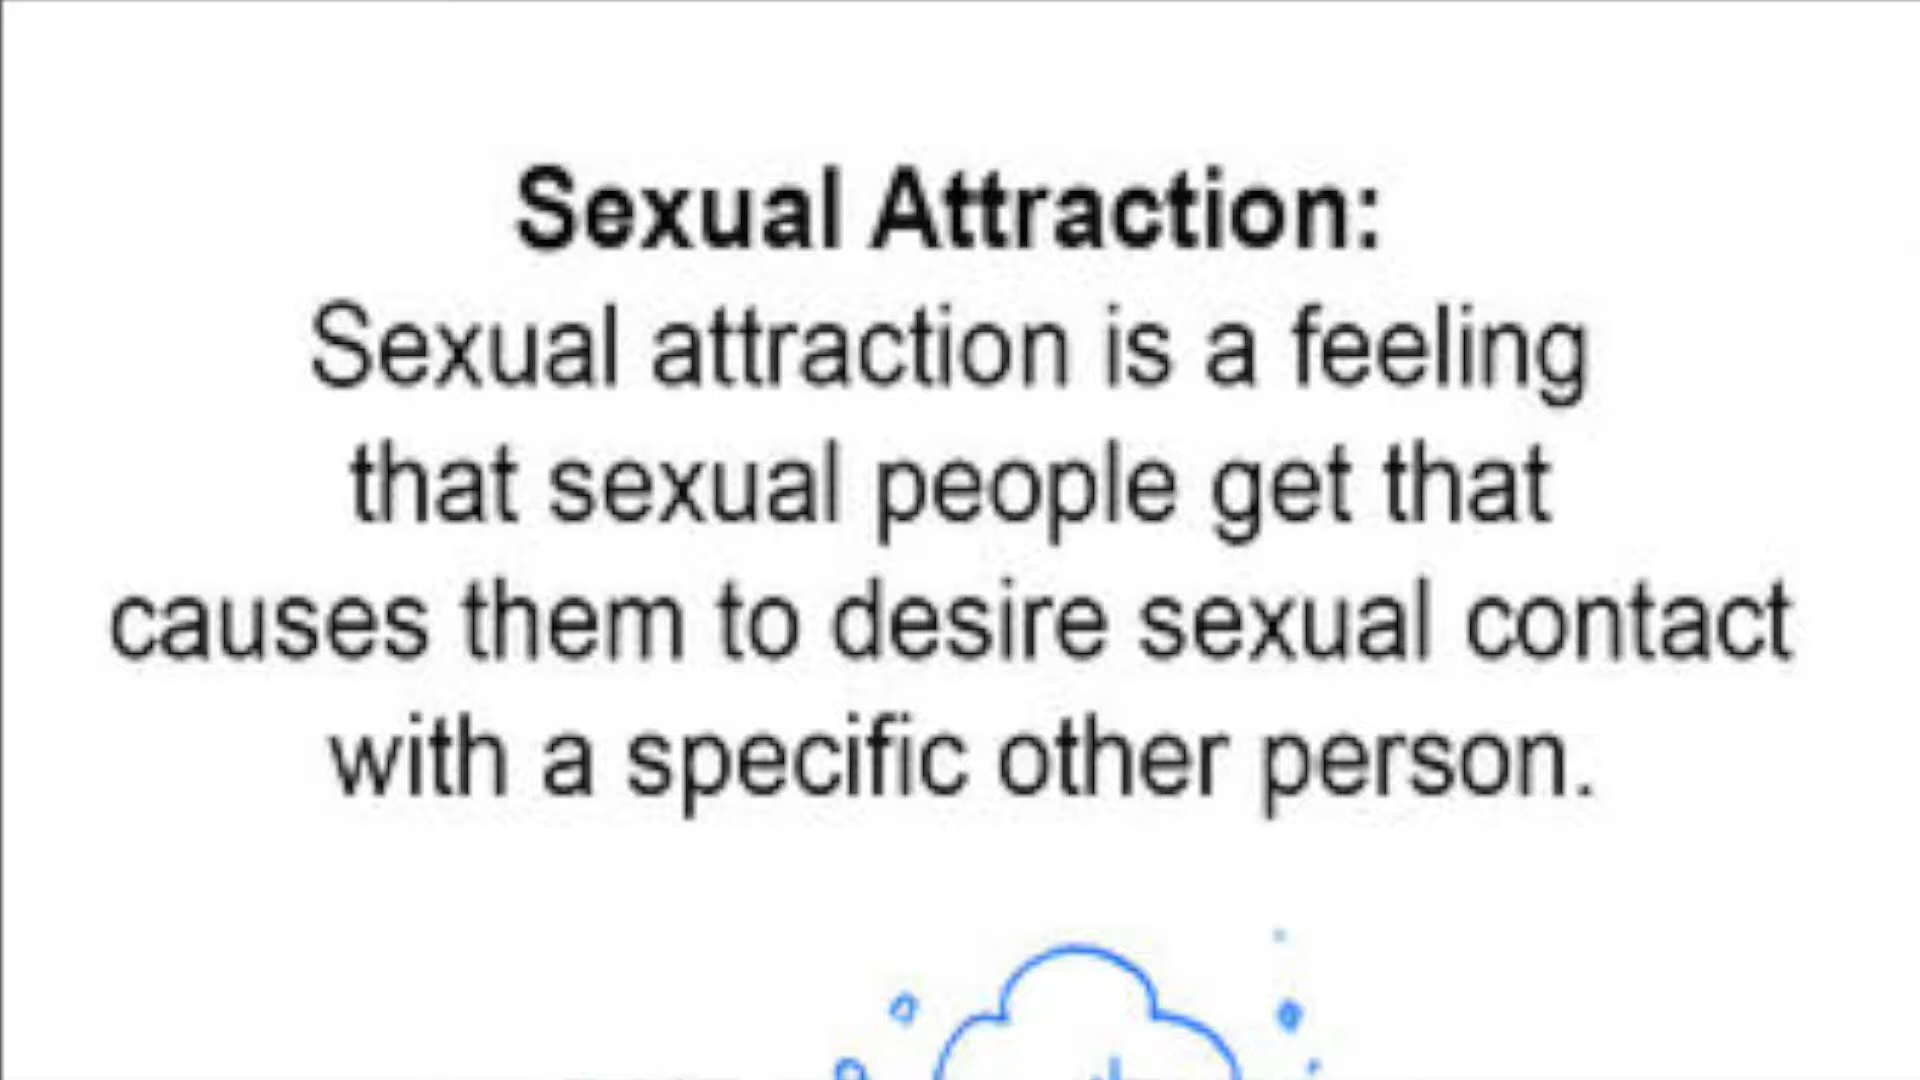 Sexual Attraction:
Sexual attraction is a feeling
that sexual people get that
causes them to desire sexual contact
with a specific other person.